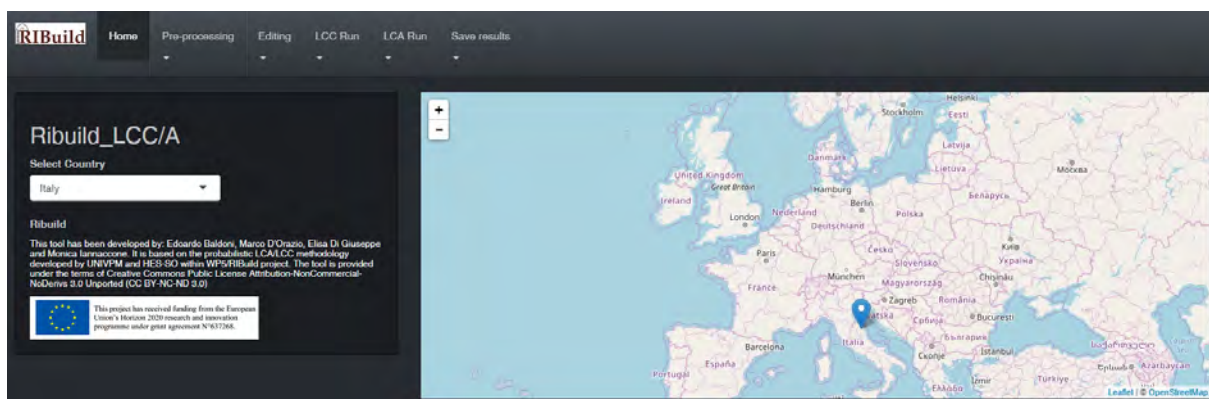 RIBuild
Home
Pre-processing
Editing
LCC Run
LCA Run
Save results
Ribuild_LCC/A
Select Country
Italy
Ribuild
This tool has been developed by: Edoardo Baldoni, Marco D'Orazio, Elisa Di Giuseppe
and Monica Iannaccone. It is based on the probabilistic LCA/LCC methodology
developed by UNIVPM and HES-SO within WP5/RIBuild project. The tool is provided
under the terms of Creative Commons Public License Attribution-NonCommercial-
NoDerivs 3.0 Unported (CC BY-NC-ND 3.0)
This project has received funding from the European
Union's Horizon 2020 research and innovation
programme under grant agreement N°637268.
+
-
Helsinki
Stockholm
Eesti
Latvija
Danmark
Lietuva
Москва
United Kingdom
Great Britain
Ireland
Hamburg
Беларусь
London
Nederland
Berlin
Polska
Deutschland
Paris
Česko
Київ
Slovensko
Україна
München
Magyarország
Chișinău
France
Zagreb
România
Србија
București
Italia
България
Barcelona
Скопје
İstanbul
España
Portugal
Ελλάδα
İzmir
Türkiye
Azərbaycan
Leaflet | © OpenStreetMap